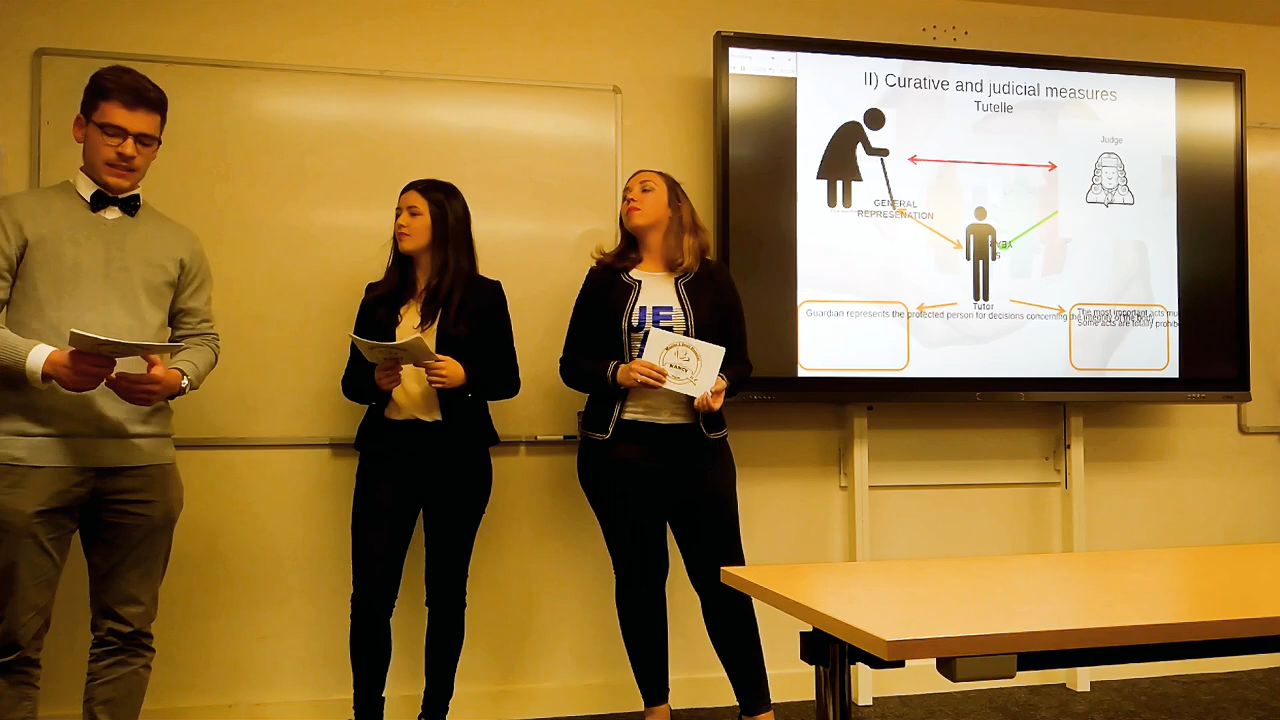 II) Curative and judicial measures
Tutelle
Judge
GENERAL
REPRESENATION
Tutor
Guardian represents the protected person for decisions concerning the
The most important acts mu
Some acts are totally prohib
JE
NANCY